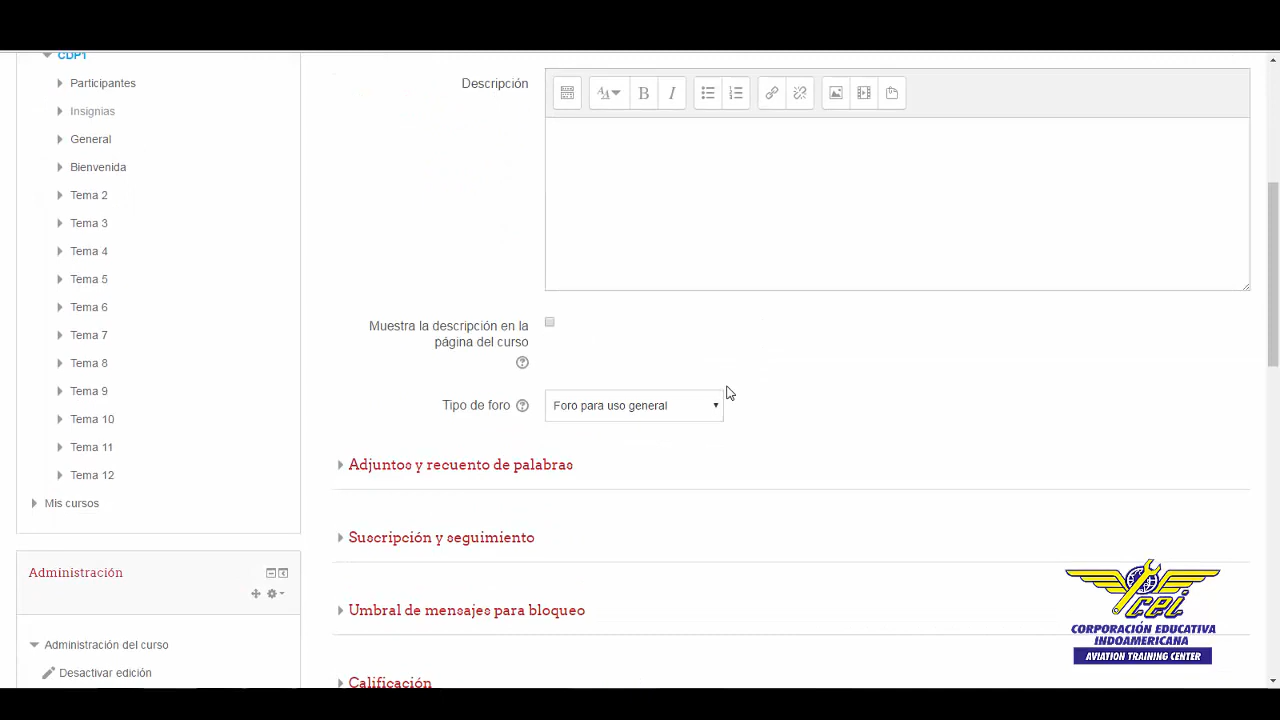 CDP1
Participantes
Insignias
General
Bienvenida
Tema 2
Tema 3
Tema 4
Tema 5
Tema 6
Tema 7
Tema 8
Tema 9
Tema 10
Tema 11
Tema 12
Mis cursos
Administración
Administración del curso
Desactivar edición
Descripción
B I
Muestra la descripción en la
página del curso
Tipo de foro
Foro para uso general
Adjuntos y recuento de palabras
Suscripción y seguimiento
Umbral de mensajes para bloqueo
Calificación
cei
CORPORACIÓN EDUCATIVA
INDOAMERICANA
AVIATION TRAINING CENTER